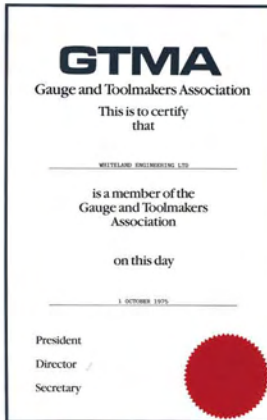 GTMA
Gauge and Toolmakers Association
This is to certify
that
WHITELAND ENGINEERING LTD
is a member of the
Gauge and Toolmakers
Association
on this day
1 OCTOBER 1975
President
Director
Secretary